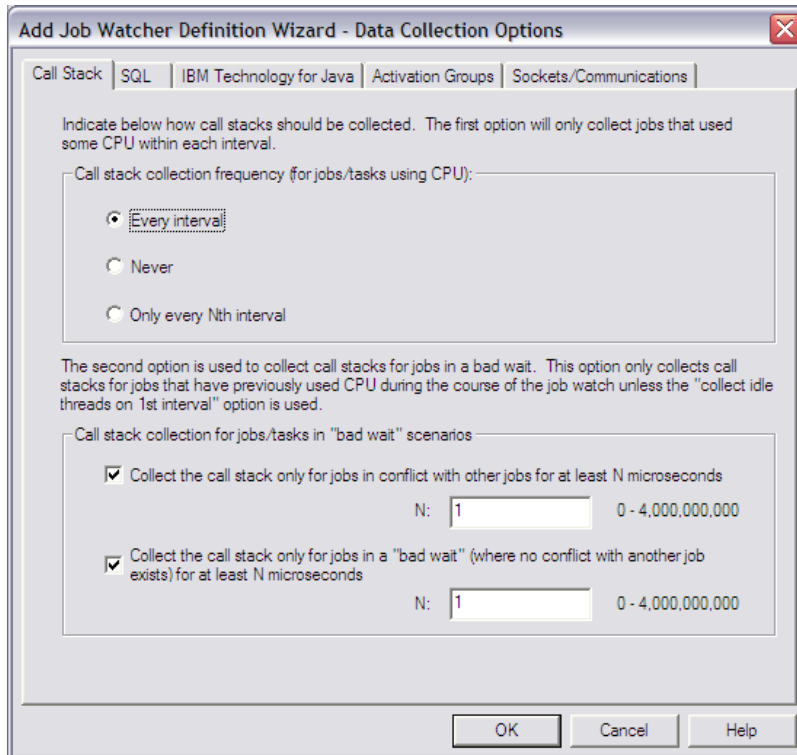 Add Job Watcher Definition Wizard - Data Collection Options
Call Stack SQL IBM Technology for Java Activation Groups Sockets/Communications
Indicate below how call stacks should be collected. The first option will only collect jobs that used
some CPU within each interval.
Call stack collection frequency (for jobs/tasks using CPU):
Every interval
Never
Only every Nth interval
The second option is used to collect call stacks for jobs in a bad wait. This option only collects call
stacks for jobs that have previously used CPU during the course of the job watch unless the "collect idle
threads on 1st interval" option is used.
Call stack collection for jobs/tasks in "bad wait" scenarios
Collect the call stack only for jobs in conflict with other jobs for at least N microseconds
N: 1 0 - 4,000,000,000
Collect the call stack only for jobs in a "bad wait" (where no conflict with another job
exists) for at least N microseconds
N: 1 0 - 4,000,000,000
OK Cancel Help